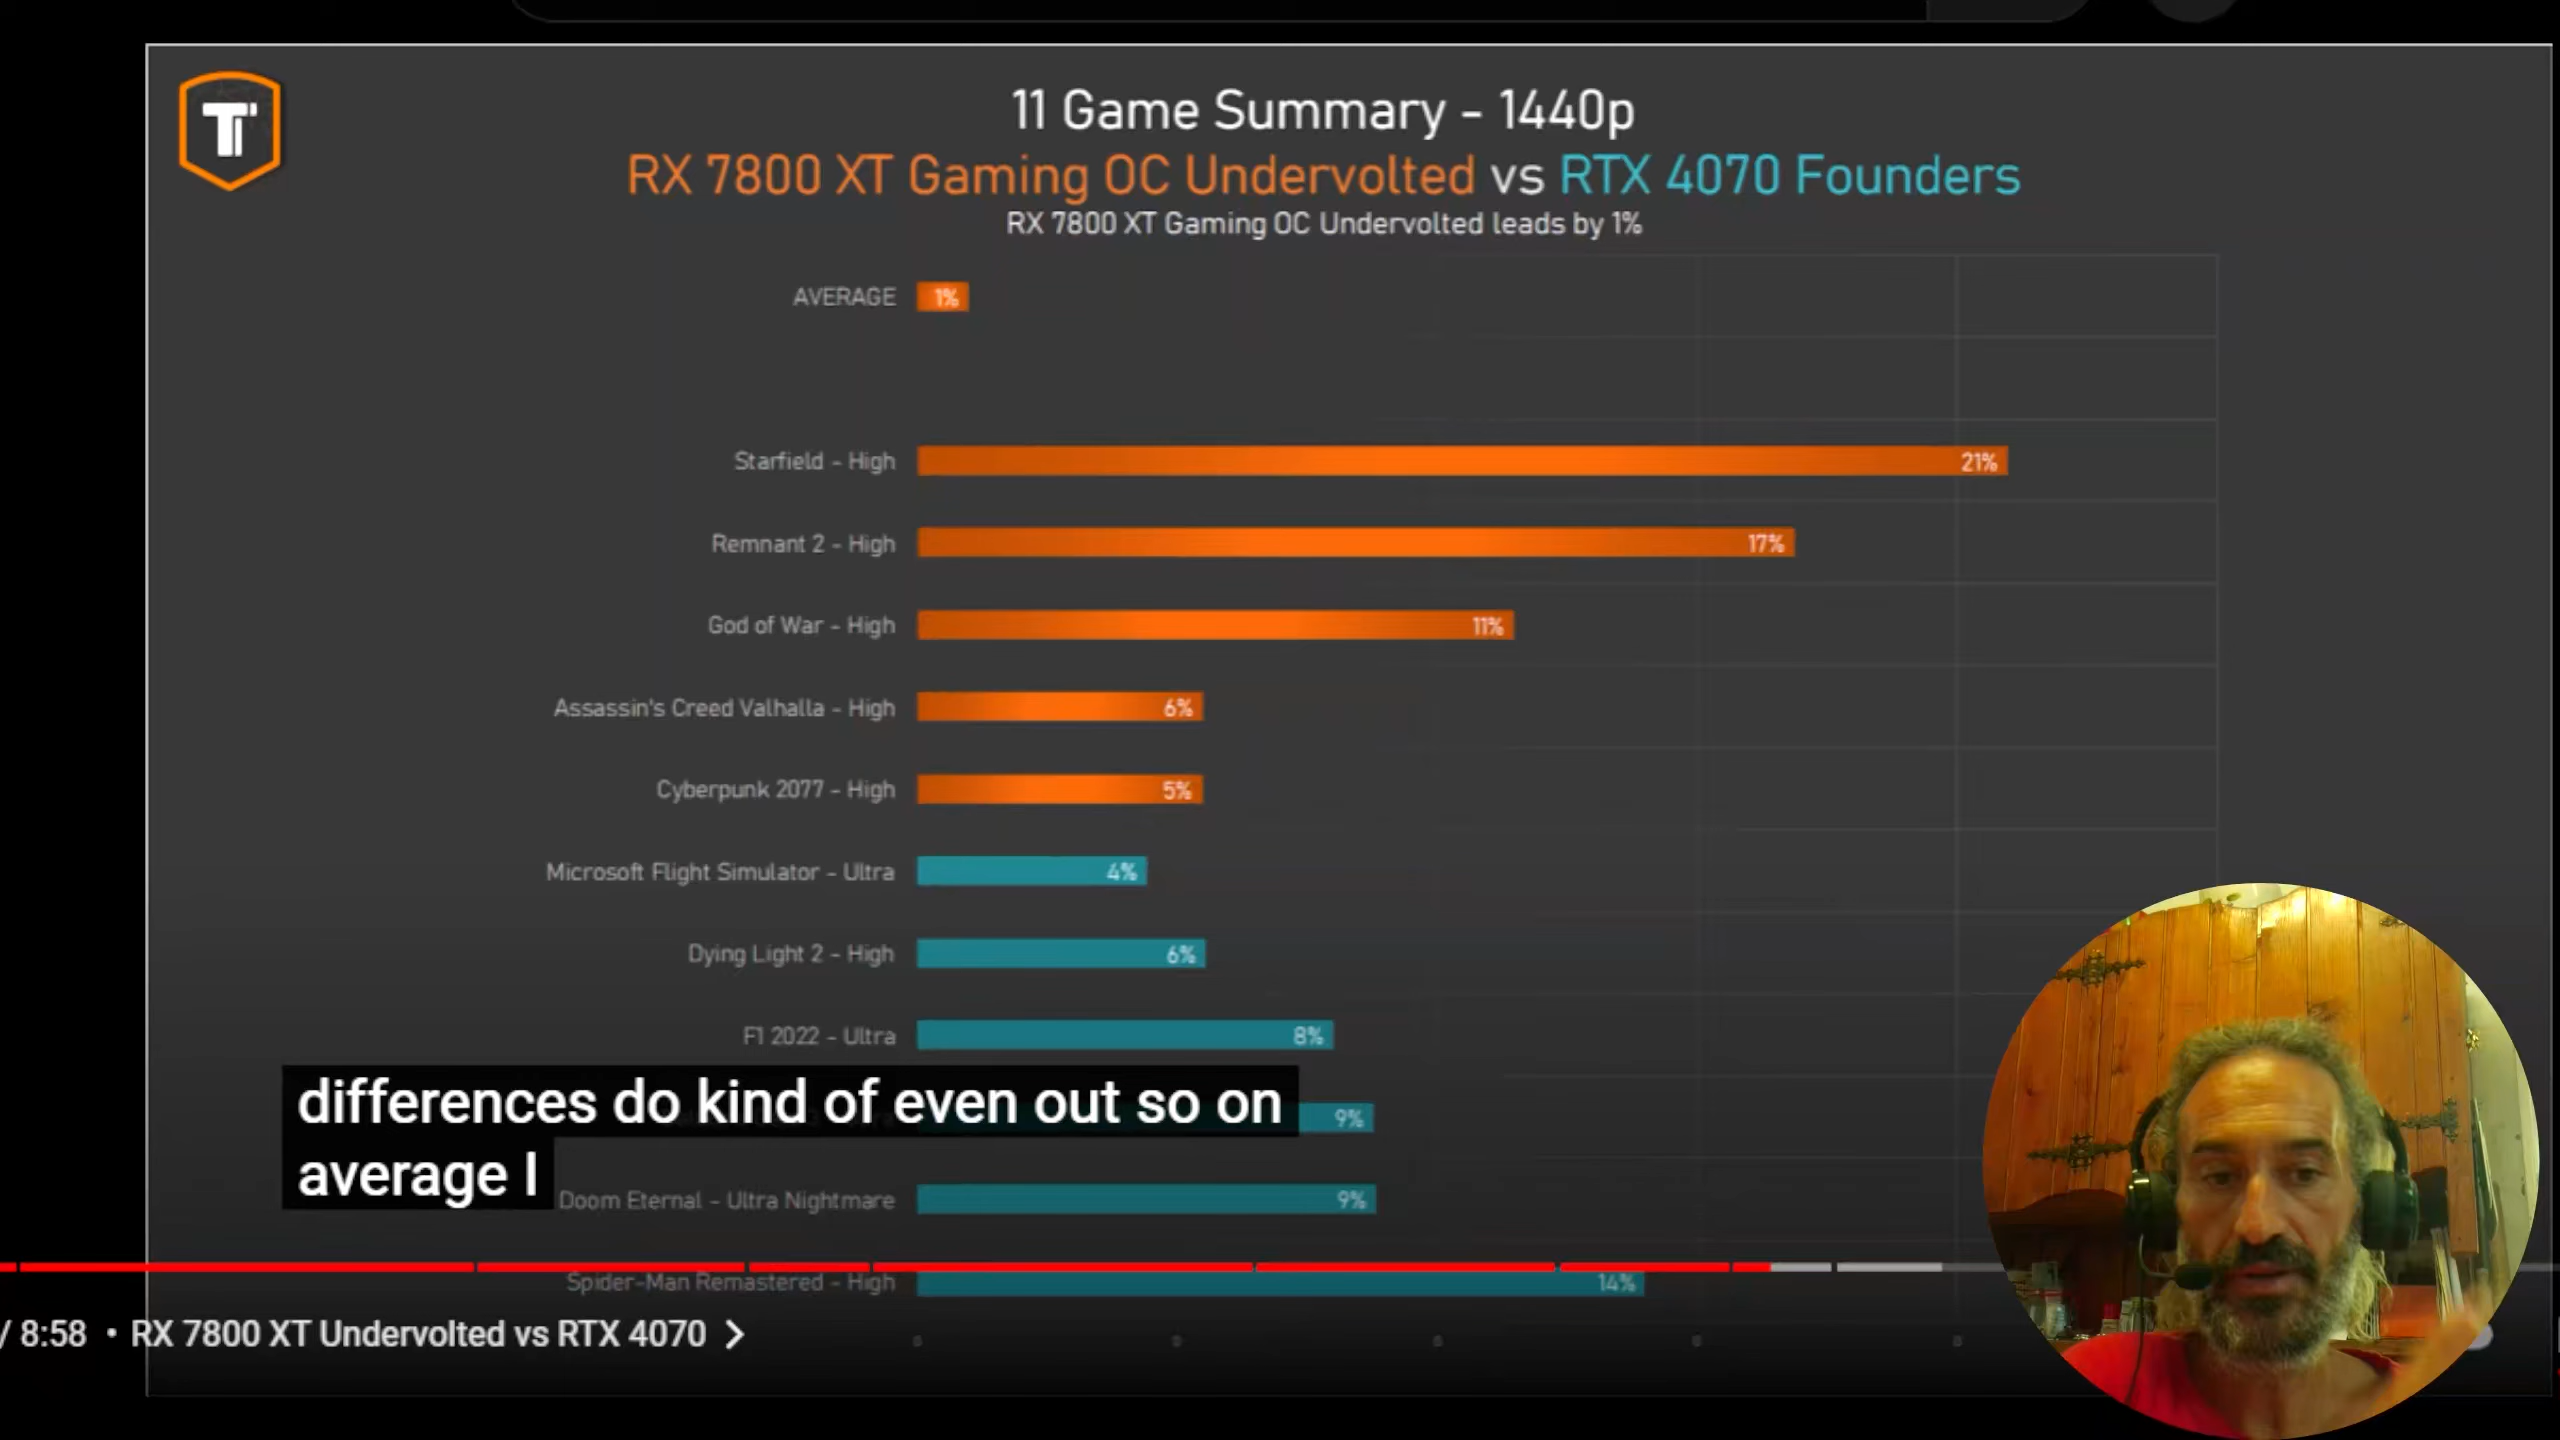 11 Game Summary - 1440p
RX 7800 XT Gaming OC Undervolted vs RTX 4070 Founders
RX 7800 XT Gaming OC Undervolted leads by 1%
AVERAGE 1%
Starfield - High 21%
Remnant 2 - High 17%
God of War - High 11%
Assassin's Creed Valhalla - High 6%
Cyberpunk 2077 - High 5%
Microsoft Flight Simulator - Ultra 4%
Dying Light 2 - High 6%
F1 2022 - Ultra 8%
differences do kind of even out so on
9%
average I
Doom Eternal - Ultra Nightmare 9%
Spider-Man Remastered - High 14%
/ 8:58 • RX 7800 XT Undervolted vs RTX 4070 >